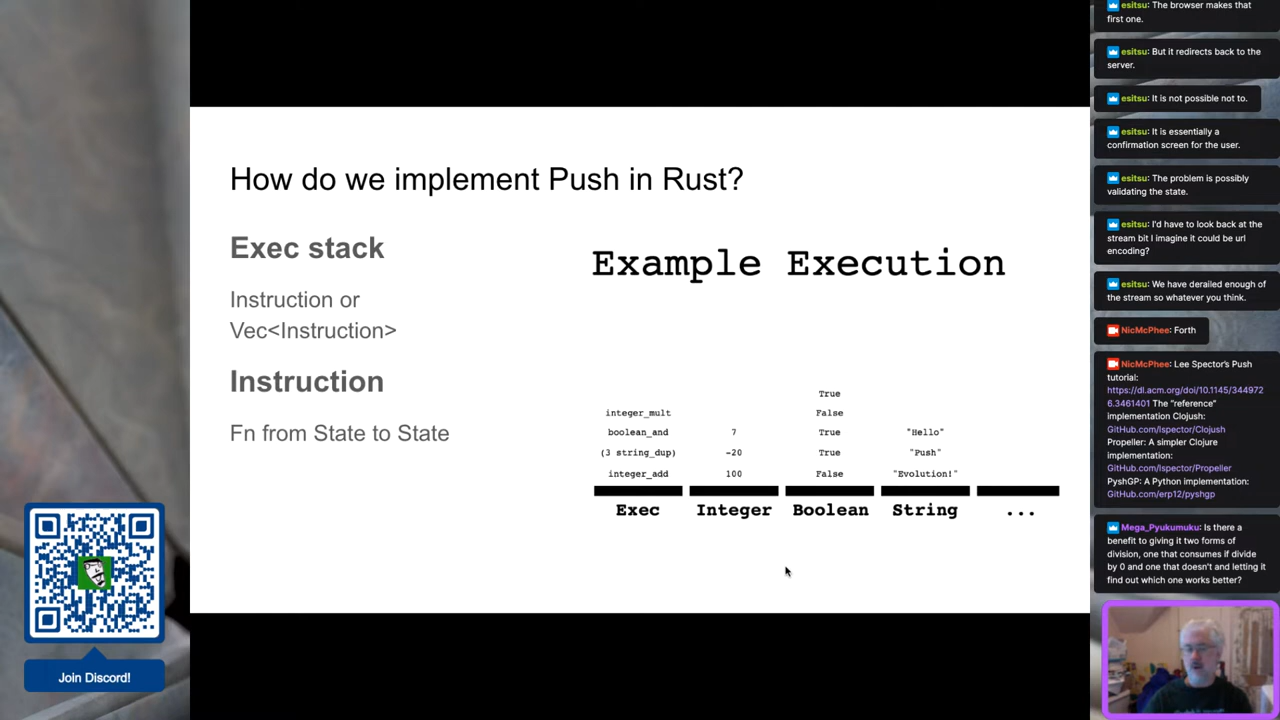 How do we implement Push in Rust?
Exec stack
Instruction or
Vec<Instruction>
Instruction
Fn from State to State
Example Execution
True
integer_mult False
boolean_and 7 True "Hello"
(3 string_dup) -20 True "Push"
integer_add 100 False "Evolution!"
Exec Integer Boolean String ...
Join Discord!
esitsu: The browser makes that
first one.
esitsu: But it redirects back to the
server.
esitsu: It is not possible not to.
esitsu: It is essentially a
confirmation screen for the user.
esitsu: The problem is possibly
validating the state.
esitsu: I'd have to look back at the
stream bit I imagine it could be url
encoding?
esitsu: We have derailed enough of
the stream so whatever you think.
NicMcPhee: Forth
NicMcPhee: Lee Spector's Push
tutorial:
https://dl.acm.org/doi/10.1145/344972
6.3461401 The "reference"
implementation Clojush:
GitHub.com/lspector/Clojush
Propeller: A simpler Clojure
implementation:
GitHub.com/lspector/Propeller
PyshGP: A Python implementation:
GitHub.com/erp12/pyshgp
Mega_Pyukumuku: Is there a
benefit to giving it two forms of
division, one that consumes if divide
by 0 and one that doesn't and letting it
find out which one works better?